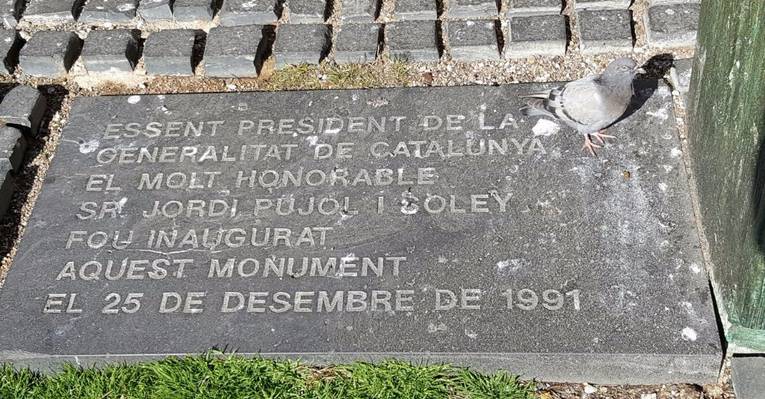 ESSENT PRESIDENT DE LA
GENERALITAT DE CATALUNYA
EL MOLT HONORABLE
SR. JORDI PUJOL I SOLEY
FOU INAUGURAT
AQUEST MONUMENT
EL 25 DE DESEMBRE DE 1991